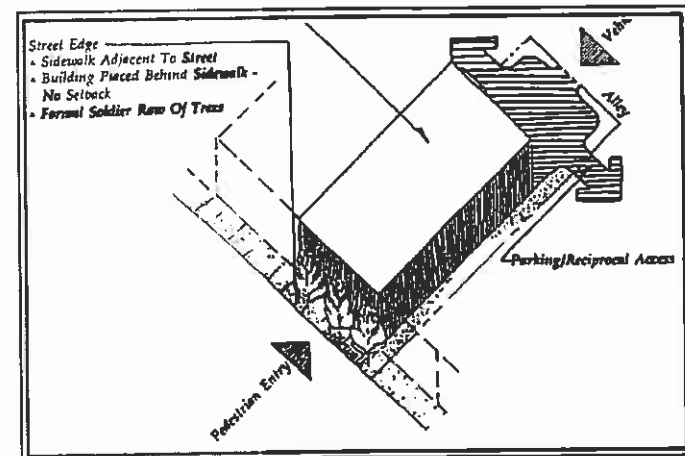 Street Edge
▲ Sidewalk Adjacent To Street
▲ Building Placed Behind Sidewalk -
No Setback
▲ Formal Soldier Row Of Trees
Alley
Parking/Reciprocal Access
Pedestrian Entry